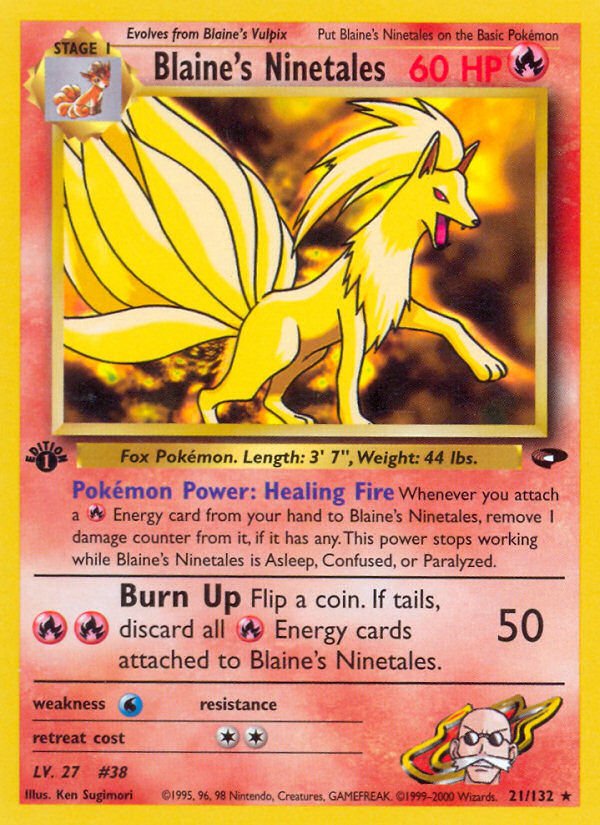 Evolves from Blaine's Vulpix Put Blaine's Ninetales on the Basic Pokémon
STAGE 1
Blaine's Ninetales 60 HP
EDITION
1
Fox Pokémon. Length: 3' 7", Weight: 44 lbs.
Pokémon Power: Healing Fire Whenever you attach
a Energy card from your hand to Blaine's Ninetales, remove 1
damage counter from it, if it has any. This power stops working
while Blaine's Ninetales is Asleep, Confused, or Paralyzed.
Burn Up Flip a coin. If tails,
discard all Energy cards
attached to Blaine's Ninetales.
50
weakness resistance
retreat cost
LV. 27 #38
Illus. Ken Sugimori ©1995, 96, 98 Nintendo, Creatures, GAMEFREAK. ©1999-2000 Wizards. 21/132 ★